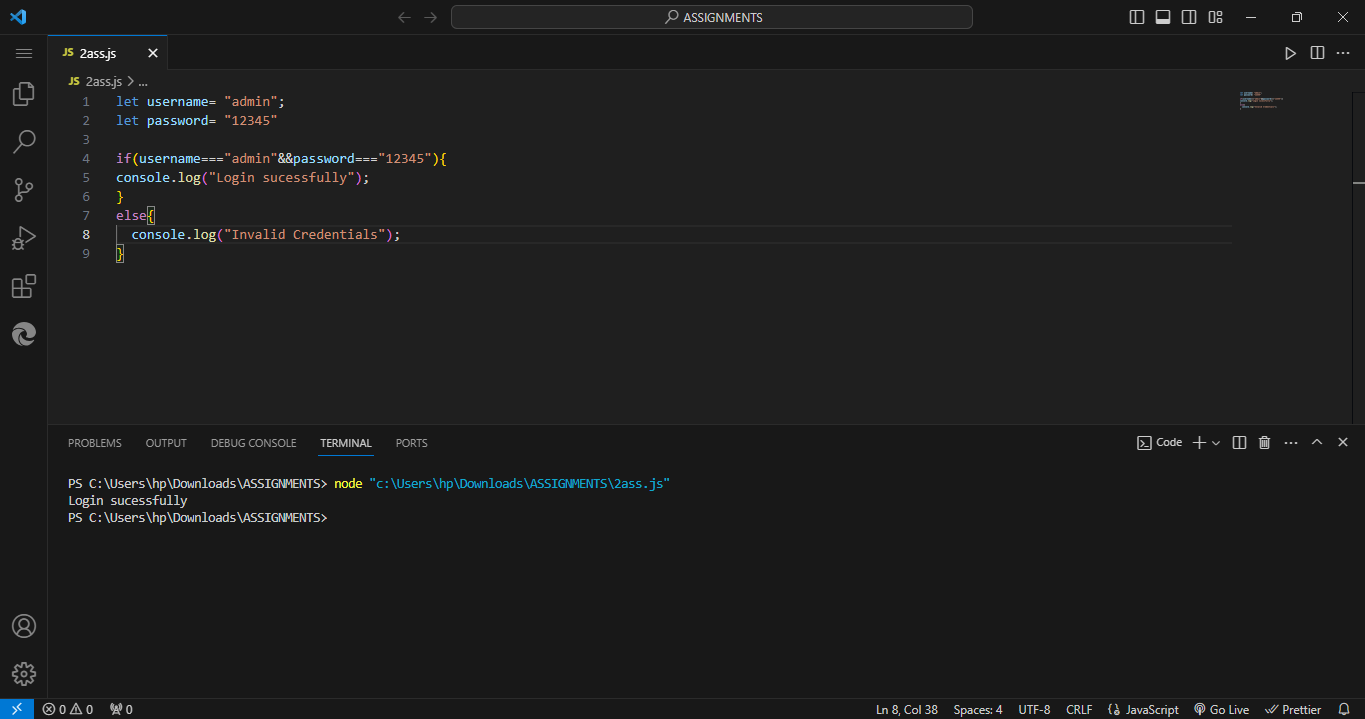 ASSIGNMENTS
JS 2ass.js
JS 2ass.js > ...
1 let username= "admin";
2 let password= "12345"
3
4 if(username==="admin"&&password==="12345"){
5 console.log("Login sucessfully");
6 }
7 else{
8 console.log("Invalid Credentials");
9 }
PROBLEMS OUTPUT DEBUG CONSOLE TERMINAL PORTS Code
PS C:\Users\hp\Downloads\ASSIGNMENTS> node "c:\Users\hp\Downloads\ASSIGNMENTS\2ass.js"
Login sucessfully
PS C:\Users\hp\Downloads\ASSIGNMENTS>
0 0 0 Ln 8, Col 38 Spaces: 4 UTF-8 CRLF {} JavaScript Go Live Prettier